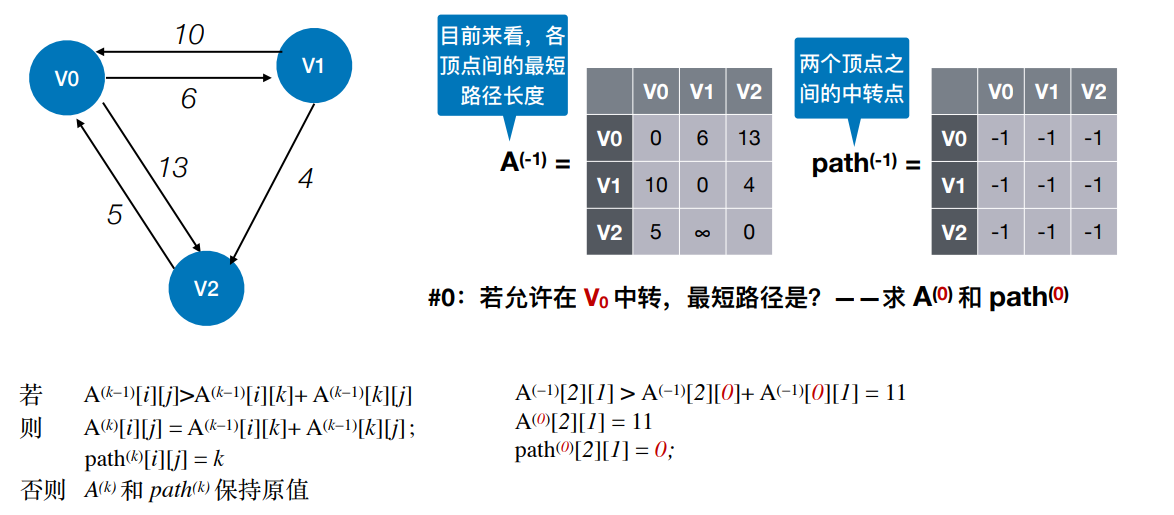 10
V0
V1
6
13
4
5
V2
目前来看，各
顶点间的最短
路径长度
A(-1) =
V0 V1 V2
V0 0 6 13
V1 10 0 4
V2 5 ∞ 0
两个顶点之
间的中转点
path(-1) =
V0 V1 V2
V0 -1 -1 -1
V1 -1 -1 -1
V2 -1 -1 -1
#0：若允许在 V0 中转，最短路径是？——求 A(0) 和 path(0)
若 A(k−1)[i][j]>A(k−1)[i][k]+ A(k−1)[k][j]
则 A(k)[i][j] = A(k−1)[i][k]+ A(k−1)[k][j] ;
path(k)[i][j] = k
否则 A(k) 和 path(k) 保持原值
A(−1)[2][1] > A(−1)[2][0]+ A(−1)[0][1] = 11
A(0)[2][1] = 11
path(0)[2][1] = 0;